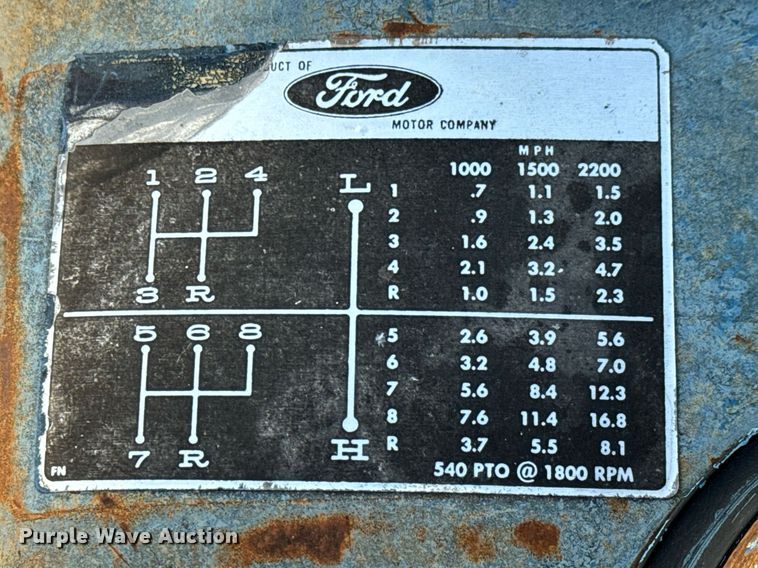 UCT OF
Ford
MOTOR COMPANY
MPH
1000 1500 2200
1 2 4 L
3 R
1 .7 1.1 1.5
2 .9 1.3 2.0
3 1.6 2.4 3.5
4 2.1 3.2 4.7
R 1.0 1.5 2.3
5 6 8
7 R H
5 2.6 3.9 5.6
6 3.2 4.8 7.0
7 5.6 8.4 12.3
8 7.6 11.4 16.8
R 3.7 5.5 8.1
FN 540 PTO @ 1800 RPM
Purple Wave Auction